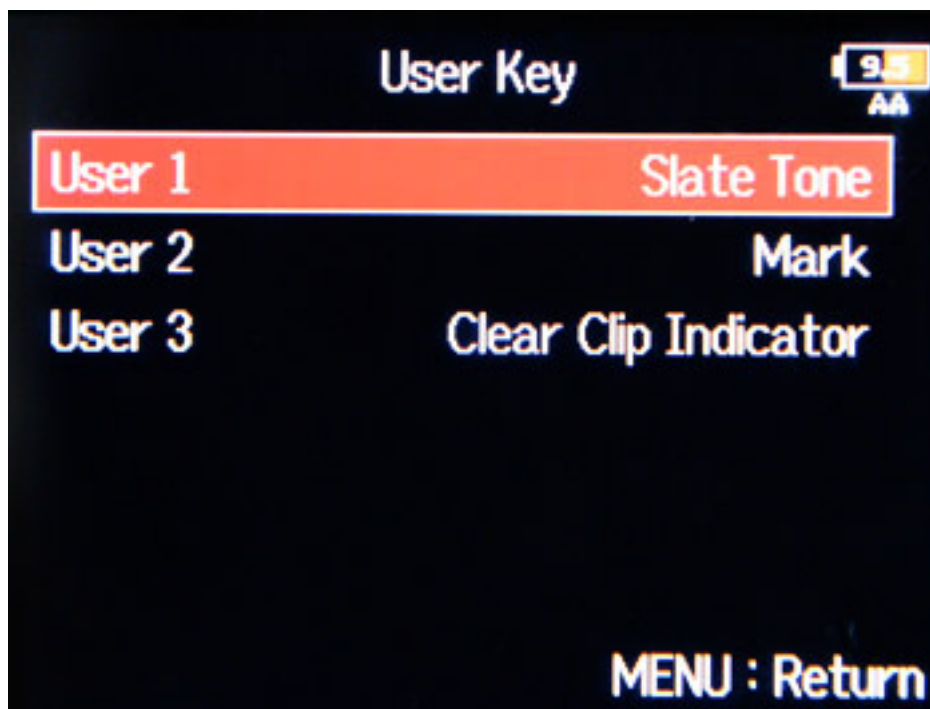 User Key
9.5
AA
User 1 Slate Tone
User 2 Mark
User 3 Clear Clip Indicator
MENU : Return